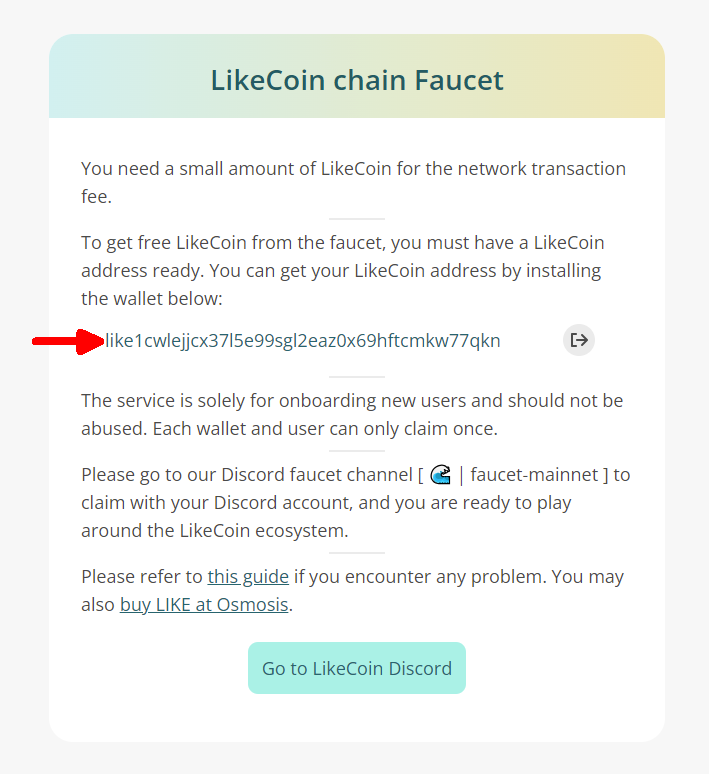 LikeCoin chain Faucet
You need a small amount of LikeCoin for the network transaction
fee.
To get free LikeCoin from the faucet, you must have a LikeCoin
address ready. You can get your LikeCoin address by installing
the wallet below:
like1cwlejjcx37l5e99sgl2eaz0x69hftcmkw77qkn
The service is solely for onboarding new users and should not be
abused. Each wallet and user can only claim once.
Please go to our Discord faucet channel [ 🌊 | faucet-mainnet ] to
claim with your Discord account, and you are ready to play
around the LikeCoin ecosystem.
Please refer to this guide if you encounter any problem. You may
also buy LIKE at Osmosis.
Go to LikeCoin Discord